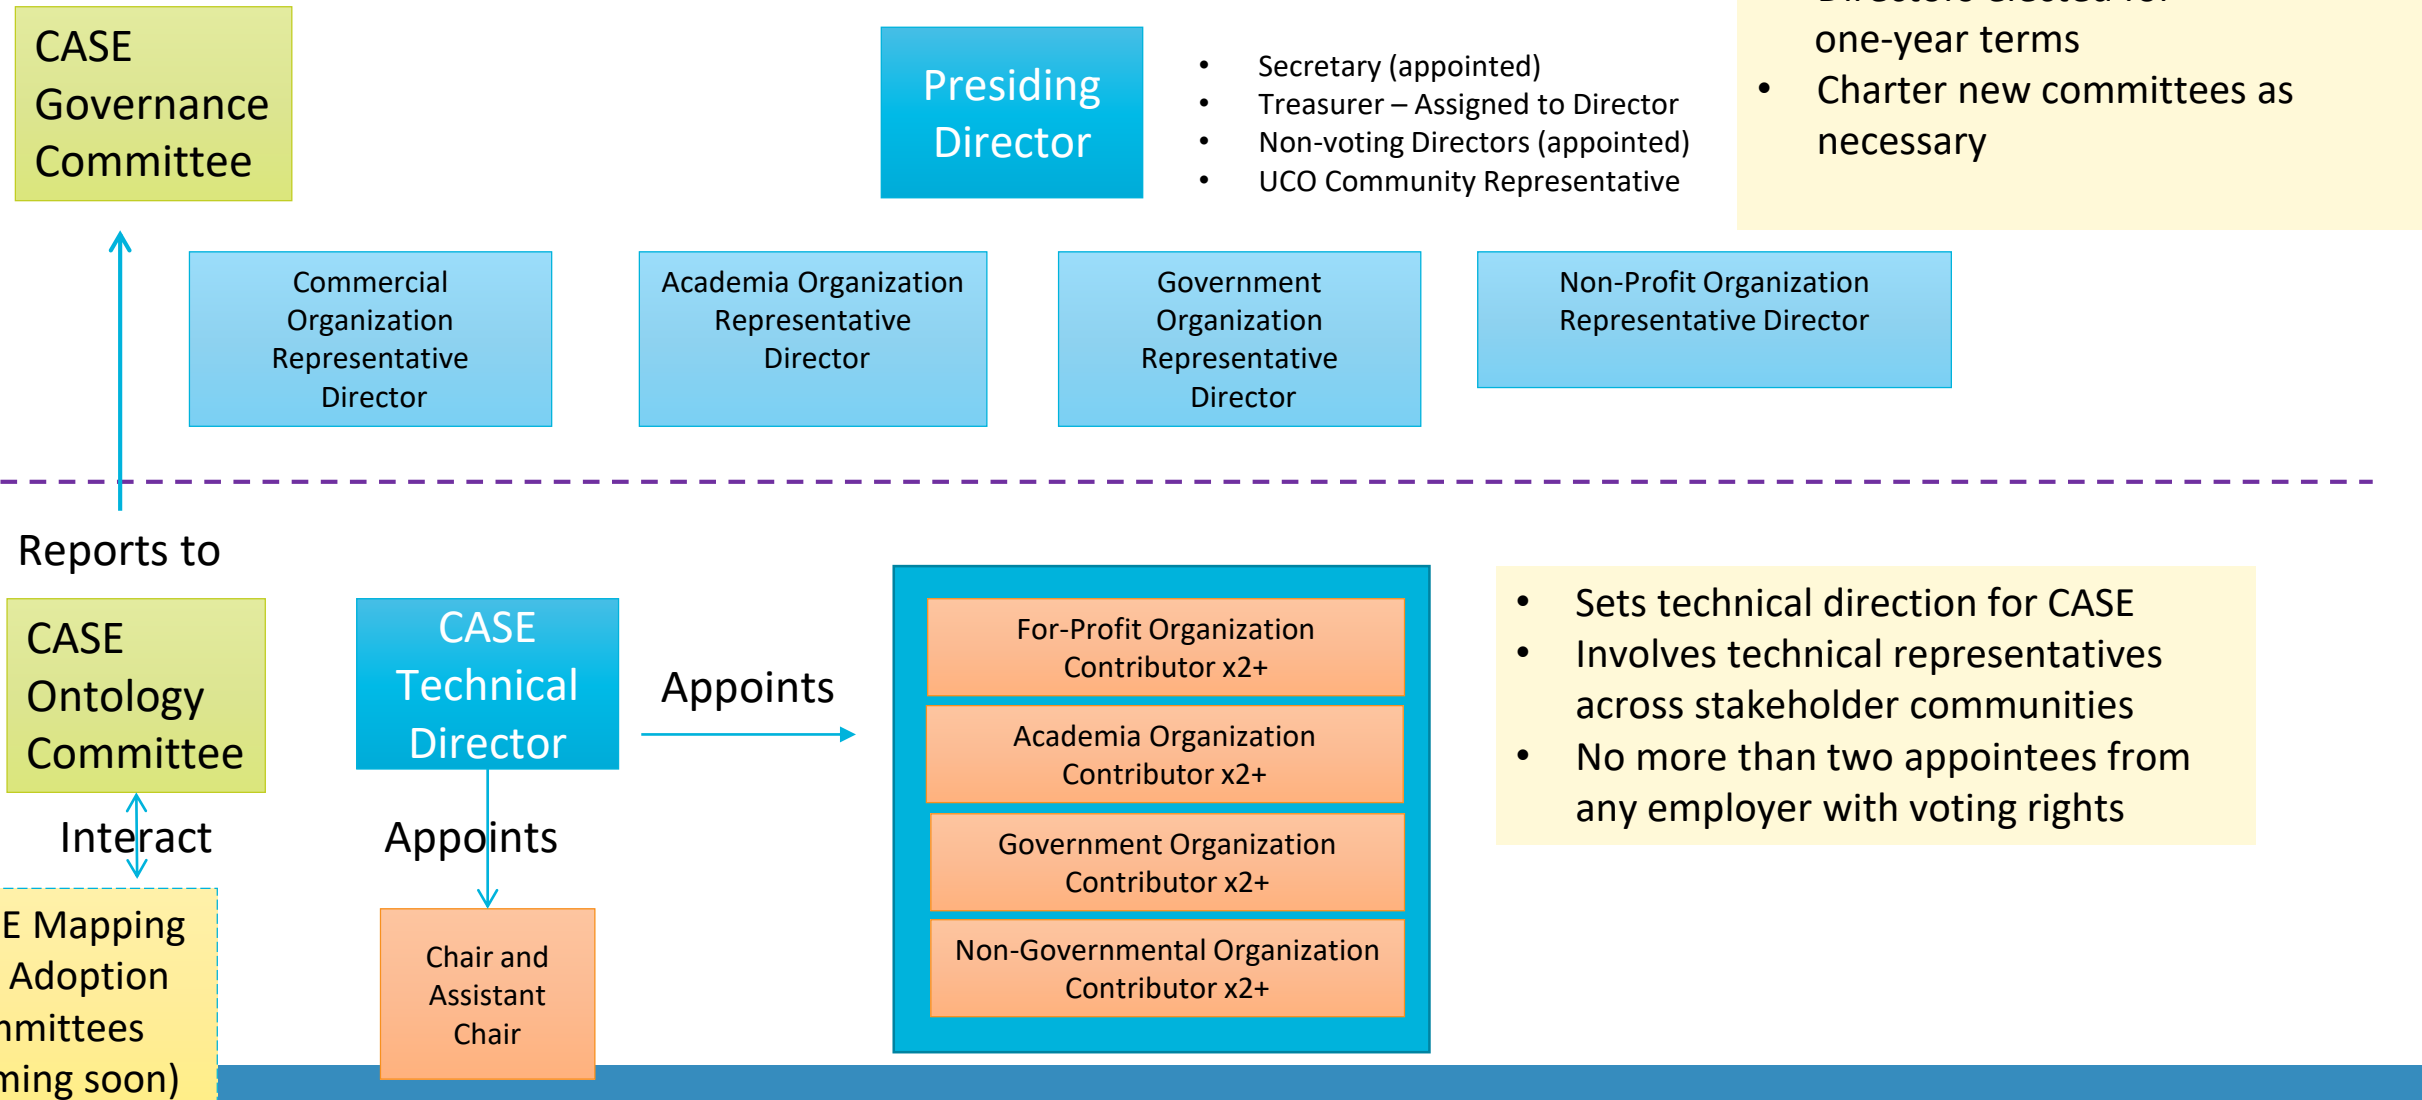 CASE
Governance
Committee
Presiding
Director
• Secretary (appointed)
• Treasurer – Assigned to Director
• Non-voting Directors (appointed)
• UCO Community Representative
one-year terms
• Charter new committees as
necessary
Commercial
Organization
Representative
Director
Academia Organization
Representative
Director
Government
Organization
Representative
Director
Non-Profit Organization
Representative Director
Reports to
CASE
Ontology
Committee
Interact
E Mapping
Adoption
mmittees
ming soon)
CASE
Technical
Director
Appoints
Appoints
Chair and
Assistant
Chair
For-Profit Organization
Contributor x2+
Academia Organization
Contributor x2+
Government Organization
Contributor x2+
Non-Governmental Organization
Contributor x2+
• Sets technical direction for CASE
• Involves technical representatives
across stakeholder communities
• No more than two appointees from
any employer with voting rights